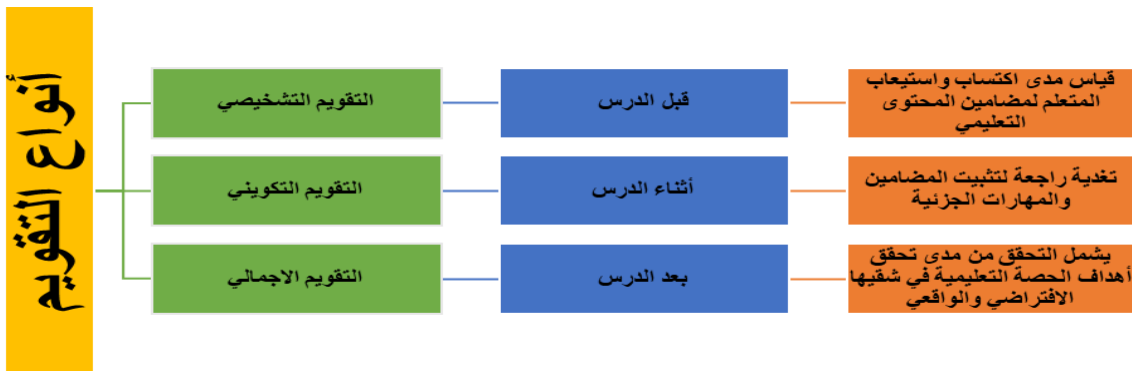 أنواع التقويم
التقويم التشخيصي
قبل الدرس
قياس مدى اكتساب واستيعاب
المتعلم لمضامين المحتوى
التعليمي
التقويم التكويني
أثناء الدرس
تغدية راجعة لتثبيت المضامين
والمهارات الجزئية
التقويم الاجمالي
بعد الدرس
يشمل التحقق من مدى تحقق
أهداف الحصة التعليمية في شقيها
الافتراضي والواقعي